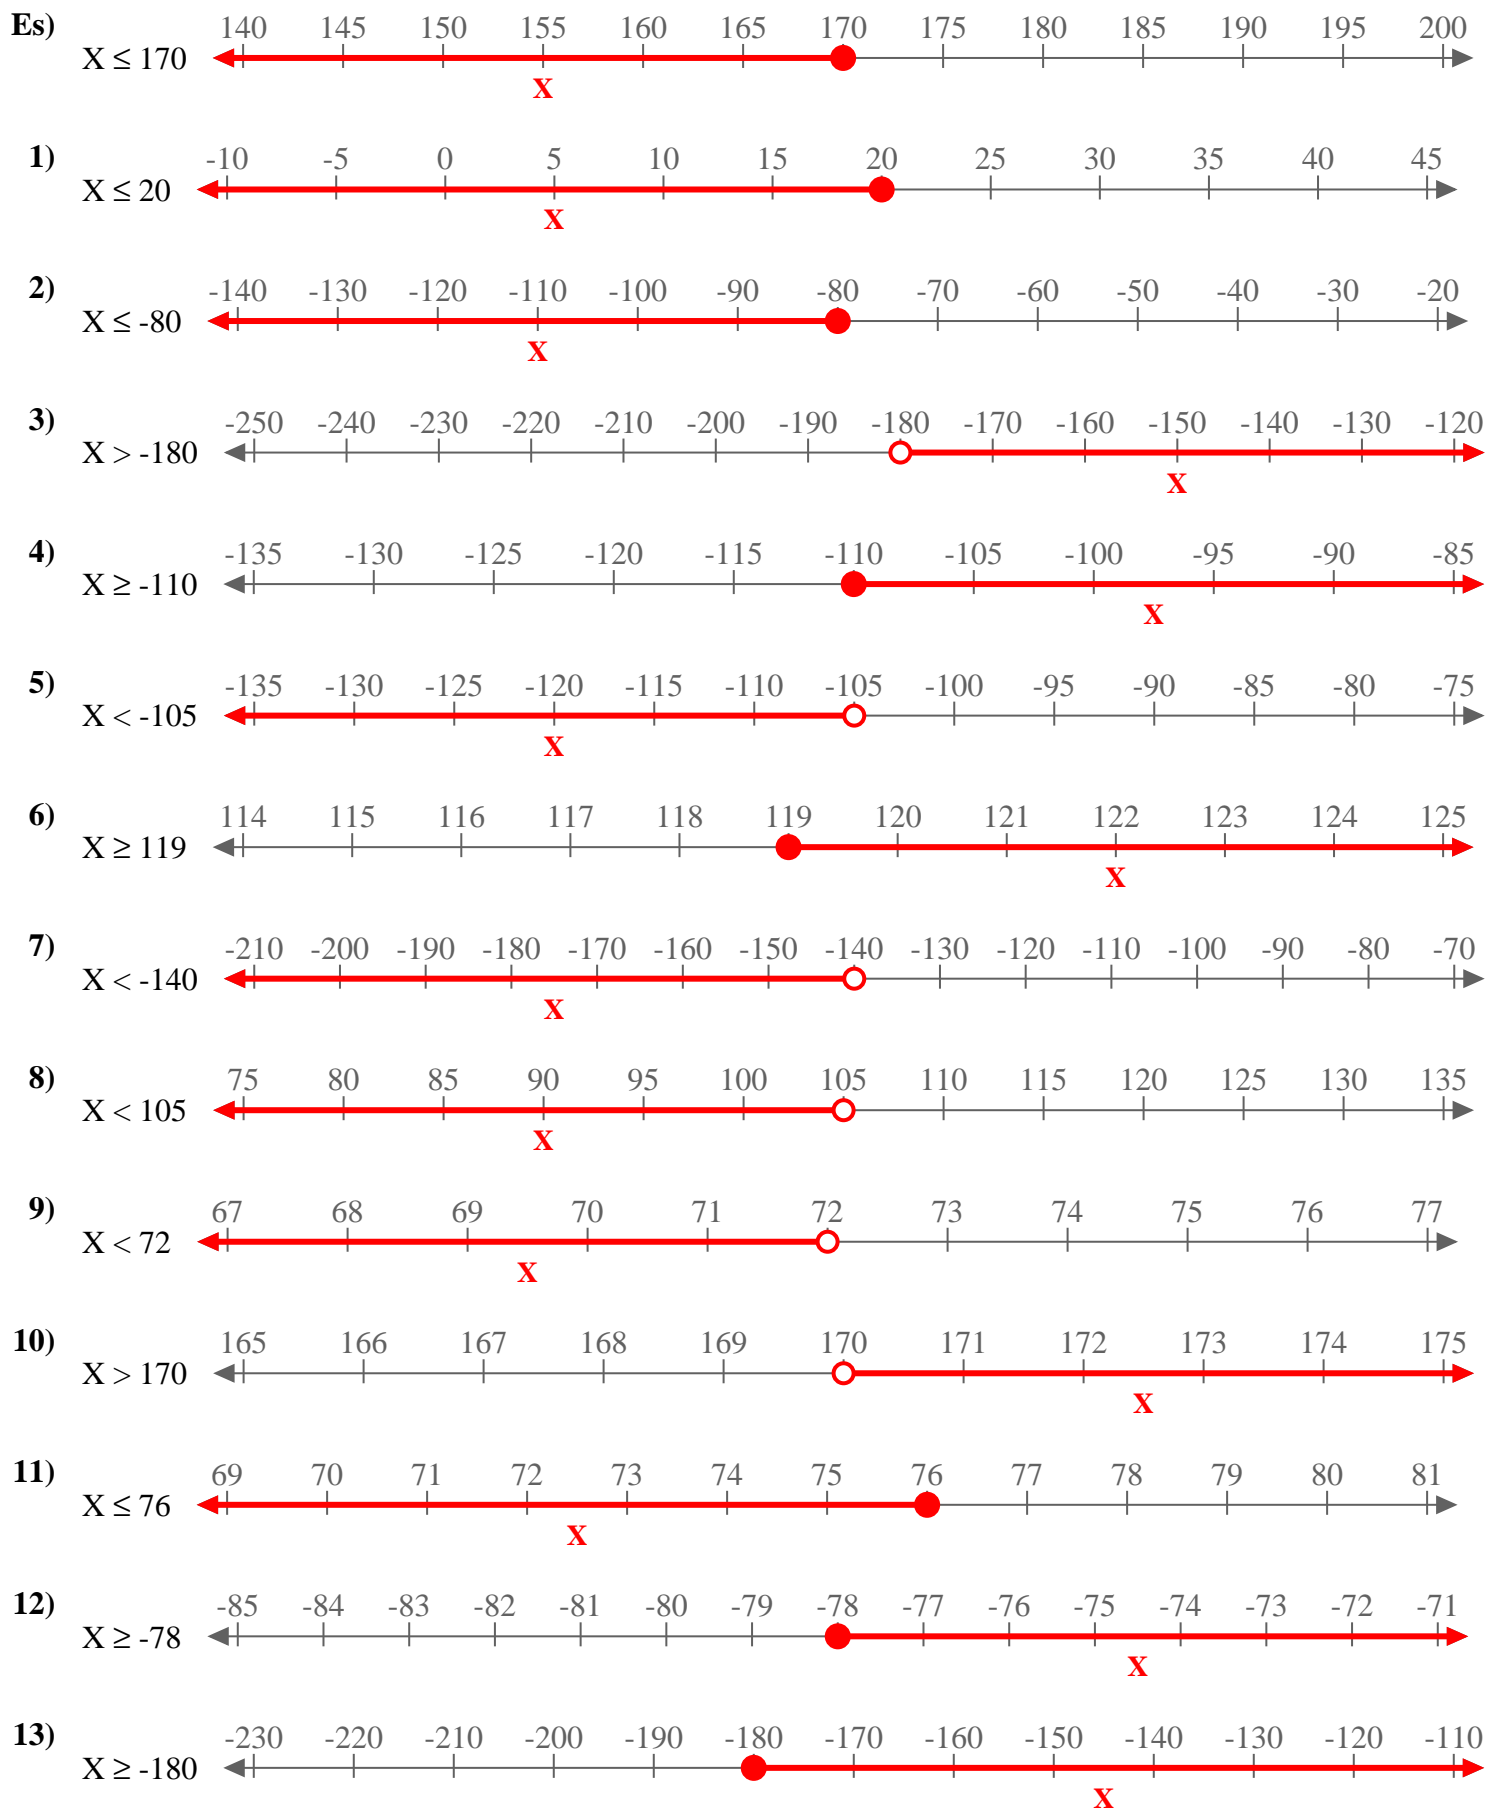 Es) 140 145 150 155 160 165 170 175 180 185 190 195 200
X ≤ 170
X
1) -10 -5 0 5 10 15 20 25 30 35 40 45
X ≤ 20
X
2) -140 -130 -120 -110 -100 -90 -80 -70 -60 -50 -40 -30 -20
X ≤ -80
X
3) -250 -240 -230 -220 -210 -200 -190 -180 -170 -160 -150 -140 -130 -120
X > -180
X
4) -135 -130 -125 -120 -115 -110 -105 -100 -95 -90 -85
X ≥ -110
X
5) -135 -130 -125 -120 -115 -110 -105 -100 -95 -90 -85 -80 -75
X < -105
X
6) 114 115 116 117 118 119 120 121 122 123 124 125
X ≥ 119
X
7) -210 -200 -190 -180 -170 -160 -150 -140 -130 -120 -110 -100 -90 -80 -70
X < -140
X
8) 75 80 85 90 95 100 105 110 115 120 125 130 135
X < 105
X
9) 67 68 69 70 71 72 73 74 75 76 77
X < 72
X
10) 165 166 167 168 169 170 171 172 173 174 175
X > 170
X
11) 69 70 71 72 73 74 75 76 77 78 79 80 81
X ≤ 76
X
12) -85 -84 -83 -82 -81 -80 -79 -78 -77 -76 -75 -74 -73 -72 -71
X ≥ -78
X
13) -230 -220 -210 -200 -190 -180 -170 -160 -150 -140 -130 -120 -110
X ≥ -180
X